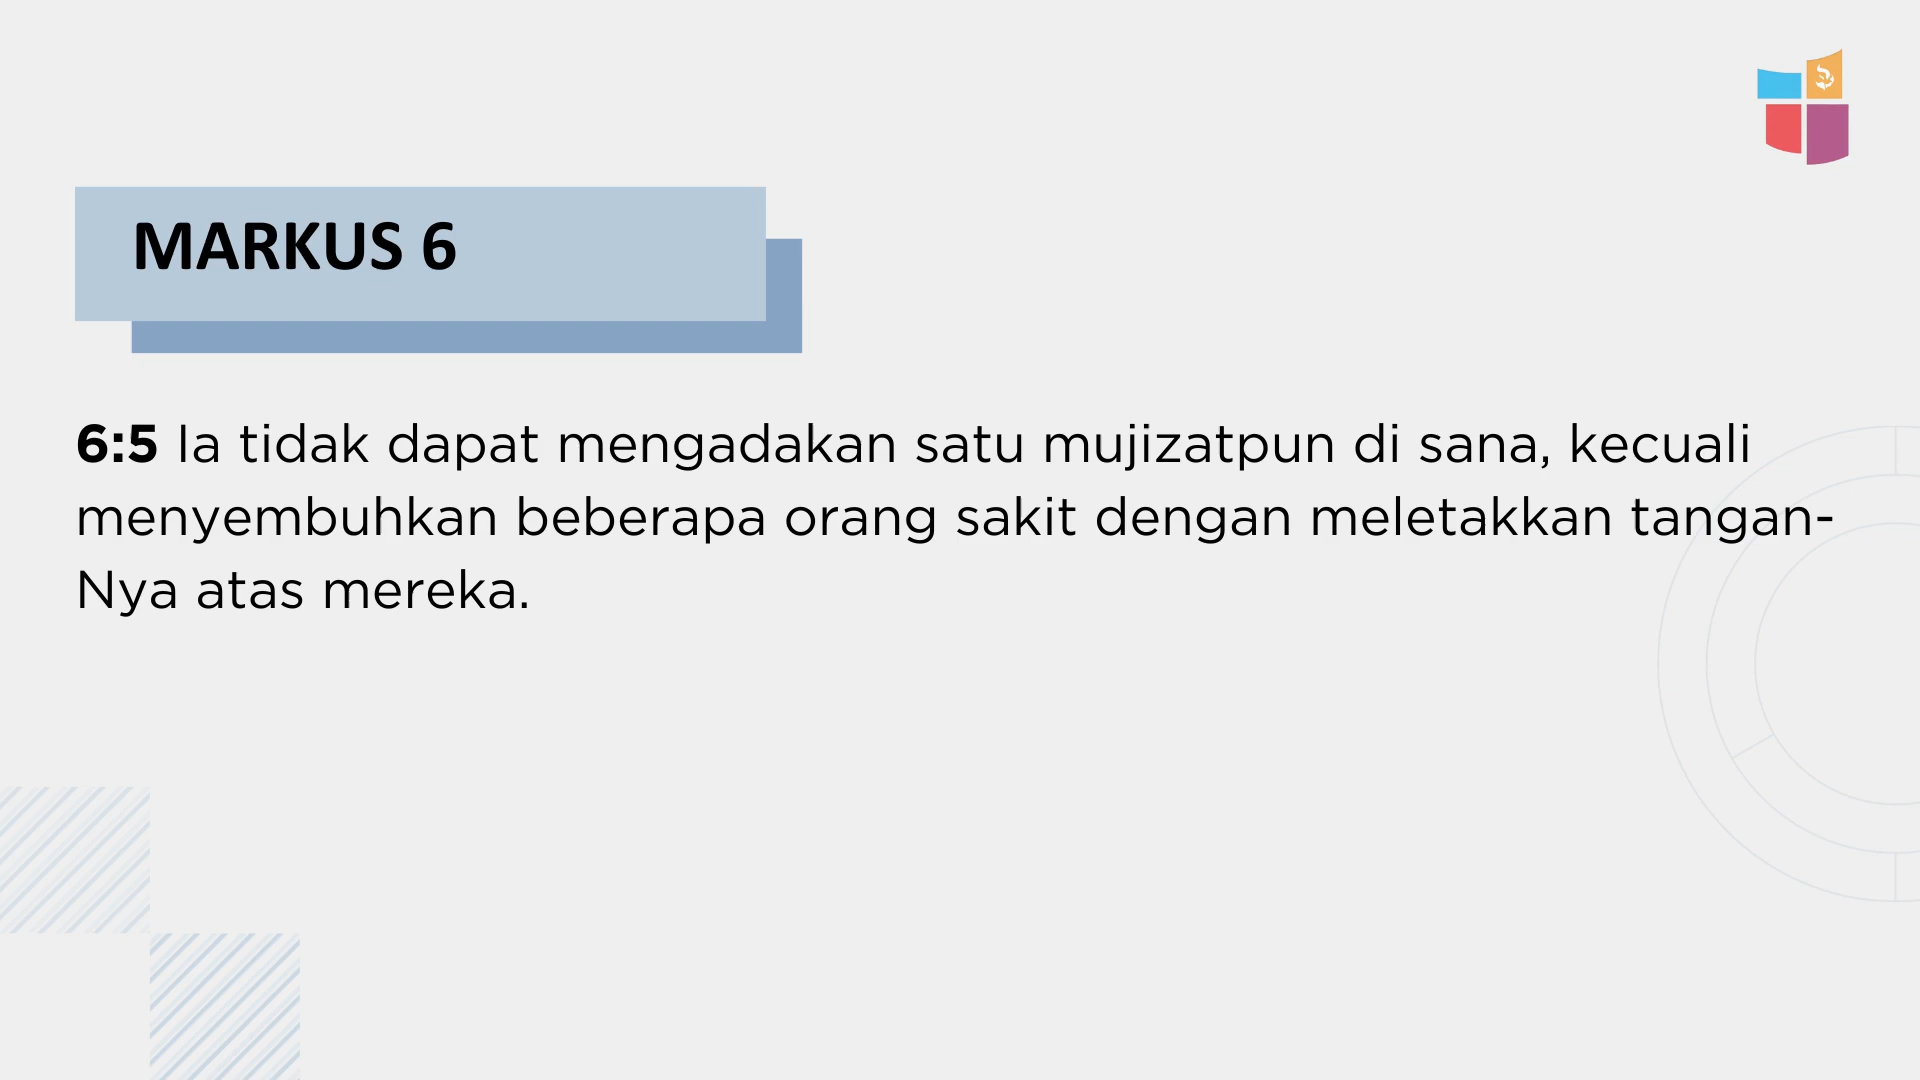 MARKUS 6
6:5 Ia tidak dapat mengadakan satu mujizatpun di sana, kecuali
menyembuhkan beberapa orang sakit dengan meletakkan tangan-
Nya atas mereka.